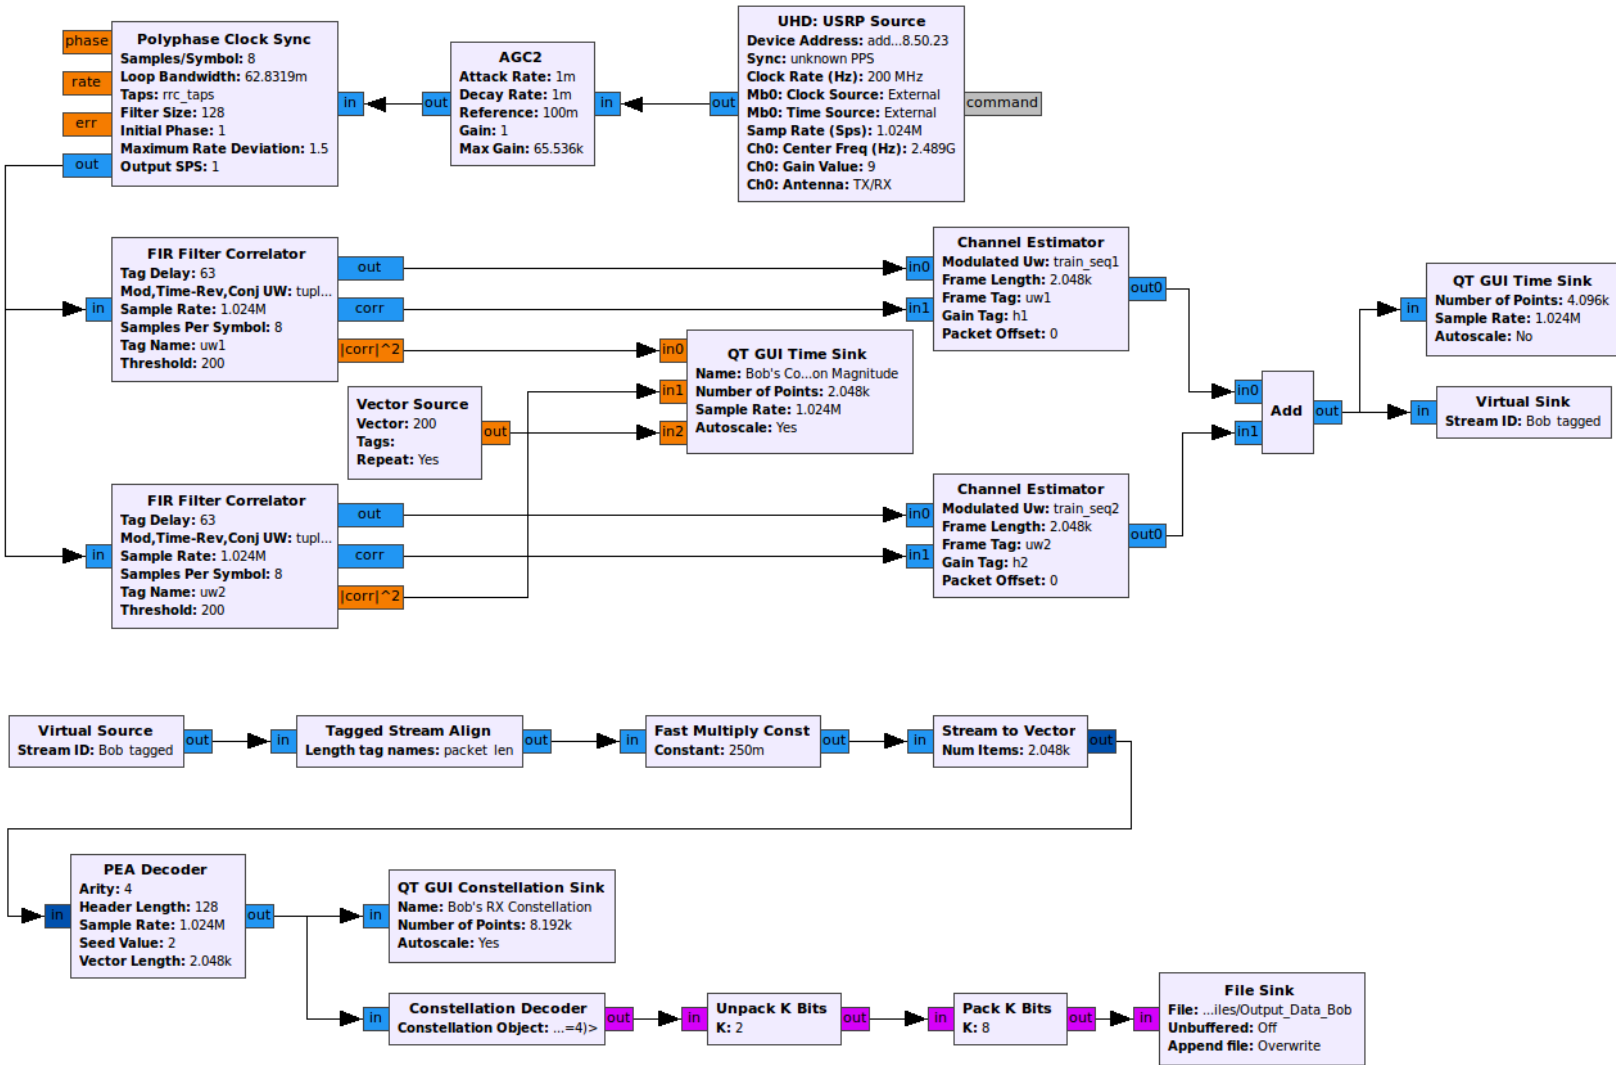 phase
rate
err
out
Polyphase Clock Sync
Samples/Symbol: 8
Loop Bandwidth: 62.8319m
Taps: rrc_taps
Filter Size: 128
Initial Phase: 1
Maximum Rate Deviation: 1.5
Output SPS: 1
in
out
AGC2
Attack Rate: 1m
Decay Rate: 1m
Reference: 100m
Gain: 1
Max Gain: 65.536k
in
out
UHD: USRP Source
Device Address: add...8.50.23
Sync: unknown PPS
Clock Rate (Hz): 200 MHz
Mb0: Clock Source: External
Mb0: Time Source: External
Samp Rate (Sps): 1.024M
Ch0: Center Freq (Hz): 2.489G
Ch0: Gain Value: 9
Ch0: Antenna: TX/RX
command
in
FIR Filter Correlator
Tag Delay: 63
Mod,Time-Rev,Conj UW: tupl...
Sample Rate: 1.024M
Samples Per Symbol: 8
Tag Name: uw1
Threshold: 200
out
corr
|corr|^2
Vector Source
Vector: 200
Tags:
Repeat: Yes
out
in0
in1
in2
QT GUI Time Sink
Name: Bob's Co...on Magnitude
Number of Points: 2.048k
Sample Rate: 1.024M
Autoscale: Yes
in0
in1
Channel Estimator
Modulated Uw: train_seq1
Frame Length: 2.048k
Frame Tag: uw1
Gain Tag: h1
Packet Offset: 0
out0
in
FIR Filter Correlator
Tag Delay: 63
Mod,Time-Rev,Conj UW: tupl...
Sample Rate: 1.024M
Samples Per Symbol: 8
Tag Name: uw2
Threshold: 200
out
corr
|corr|^2
in0
in1
Channel Estimator
Modulated Uw: train_seq2
Frame Length: 2.048k
Frame Tag: uw2
Gain Tag: h2
Packet Offset: 0
out0
in0
in1
Add
out
in
QT GUI Time Sink
Number of Points: 4.096k
Sample Rate: 1.024M
Autoscale: No
in
Virtual Sink
Stream ID: Bob_tagged
Virtual Source
Stream ID: Bob_tagged
out
in
Tagged Stream Align
Length tag names: packet_len
out
in
Fast Multiply Const
Constant: 250m
out
in
Stream to Vector
Num Items: 2.048k
out
in
PEA Decoder
Arity: 4
Header Length: 128
Sample Rate: 1.024M
Seed Value: 2
Vector Length: 2.048k
out
in
QT GUI Constellation Sink
Name: Bob's RX Constellation
Number of Points: 8.192k
Autoscale: Yes
in
Constellation Decoder
Constellation Object: ...=4)>
out
in
Unpack K Bits
K: 2
out
in
Pack K Bits
K: 8
out
in
File Sink
File: ...iles/Output_Data_Bob
Unbuffered: Off
Append file: Overwrite